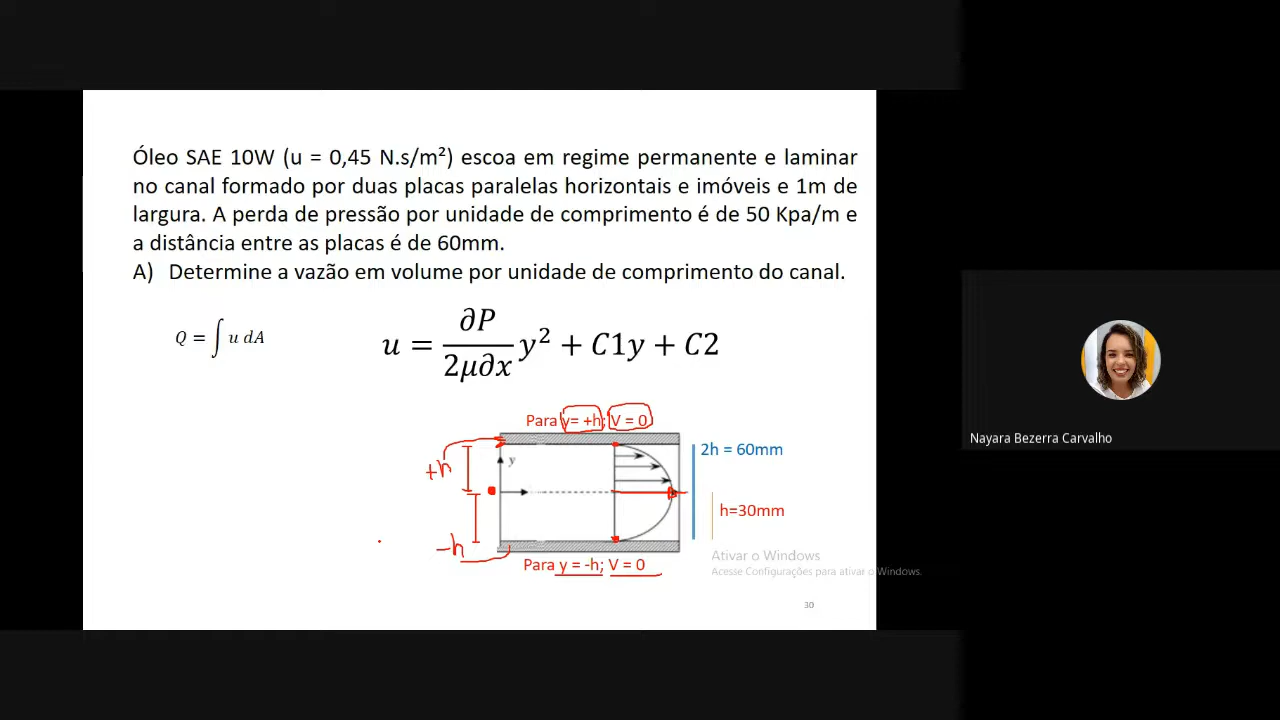 Óleo SAE 10W (u = 0,45 N.s/m²) escoa em regime permanente e laminar
no canal formado por duas placas paralelas horizontais e imóveis e 1m de
largura. A perda de pressão por unidade de comprimento é de 50 Kpa/m e
a distância entre as placas é de 60mm.
A) Determine a vazão em volume por unidade de comprimento do canal.
Q = ∫ u dA
u = ∂P/2μ∂x y² + C1y + C2
Para y= +h; V = 0
2h = 60mm
y
+h
h=30mm
-h
Para y = -h; V = 0
Nayara Bezerra Carvalho
Ativar o Windows
Acesse Configurações para ativar o Windows.
30